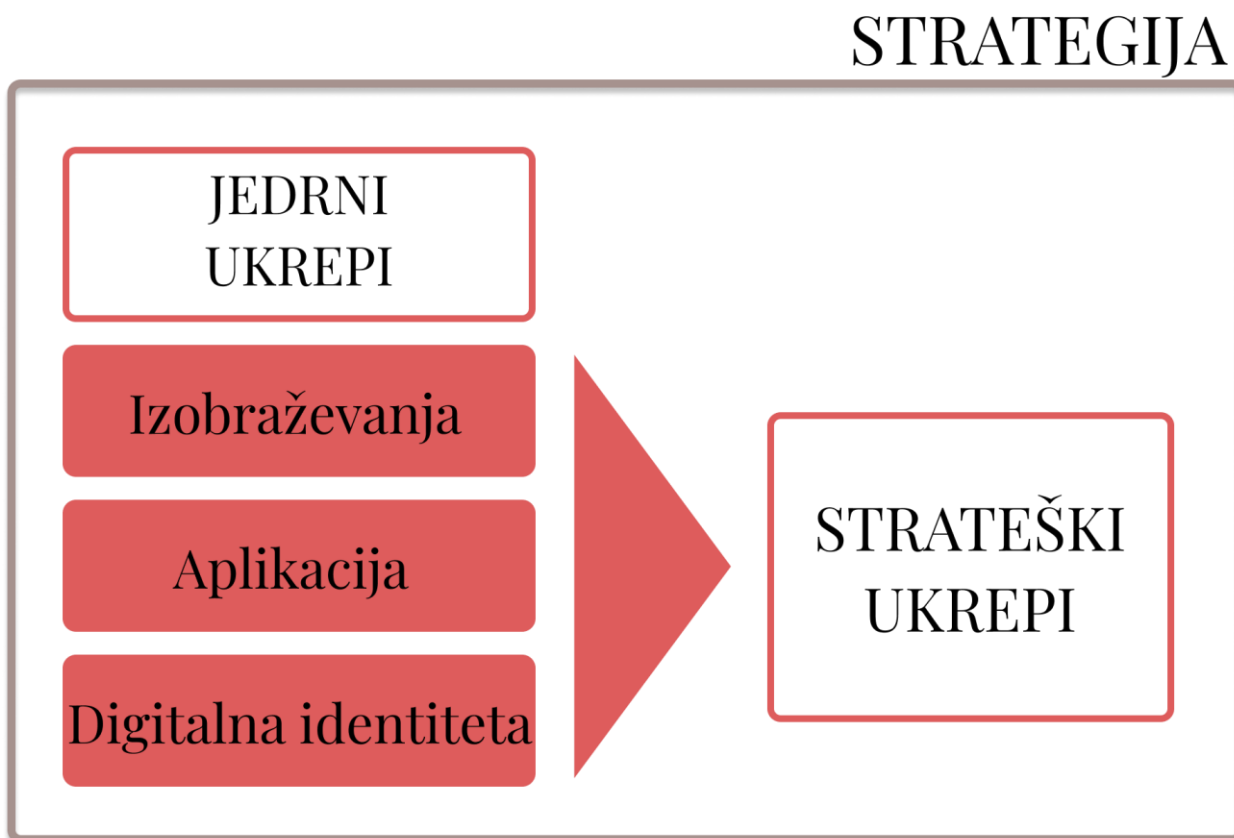 STRATEGIJA
JEDRNI
UKREPI
Izobraževanja
Aplikacija
Digitalna identiteta
STRATEŠKI
UKREPI